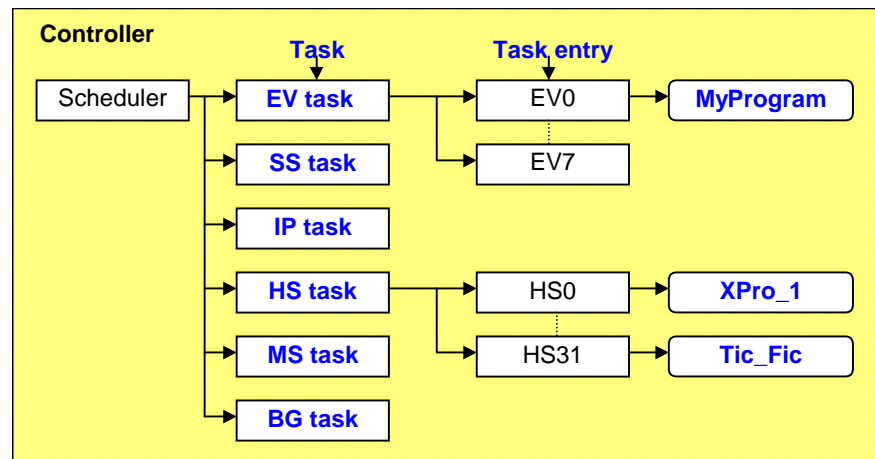 Controller
Task
Task entry
Scheduler
EV task
EV0
MyProgram
SS task
EV7
IP task
HS task
HS0
XPro_1
MS task
HS31
Tic_Fic
BG task